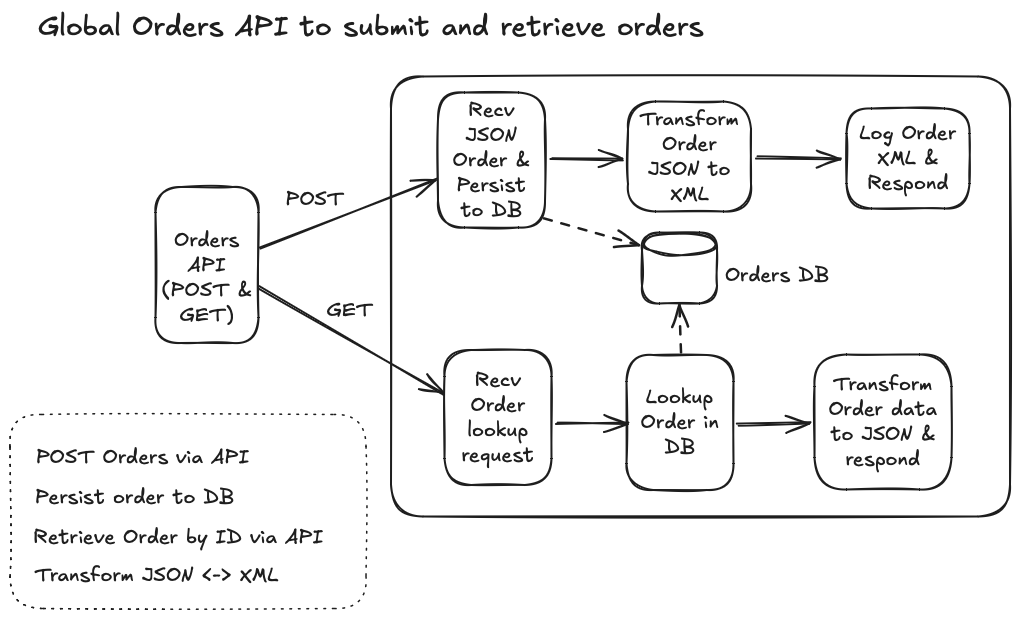 Global Orders API to submit and retrieve orders
Recv
JSON
Order &
Persist
to DB
Transform
Order
JSON to
XML
Log Order
XML &
Respond
POST
Orders
API
(POST &
GET)
Orders DB
GET
Recv
Order
lookup
request
Lookup
Order in
DB
Transform
Order data
to JSON &
respond
POST Orders via API
Persist order to DB
Retrieve Order by ID via API
Transform JSON <-> XML